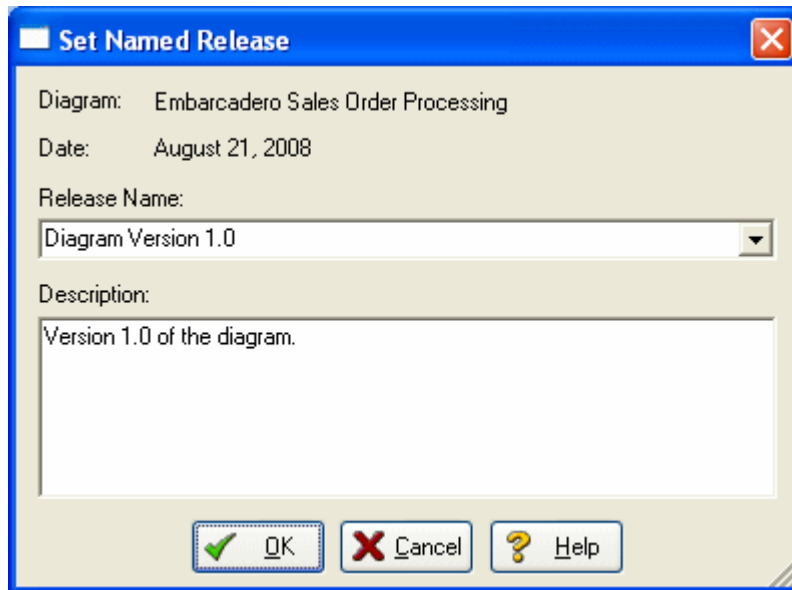 Set Named Release
Diagram: Embarcadero Sales Order Processing
Date: August 21, 2008
Release Name:
Diagram Version 1.0
Description:
Version 1.0 of the diagram.
OK Cancel Help